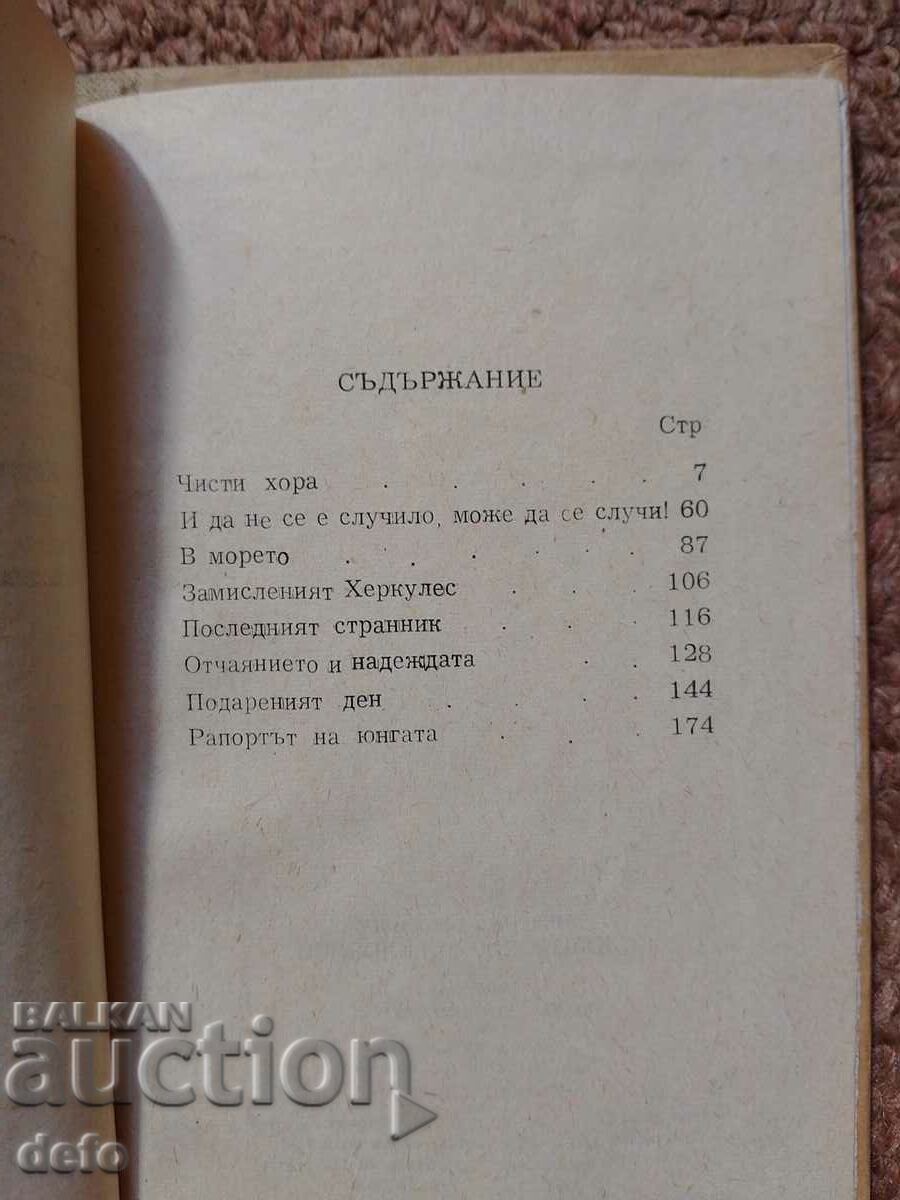 СЪДЪРЖАНИЕ
Стр
Чисти хора . . . . . 7
И да не се е случило, може да се случи! 60
В морето . . . . . 87
Замисленият Херкулес . . . 106
Последният странник . . . 116
Отчаянието и надеждата . . 128
Подареният ден . . . 144
Рапортът на юнгата . . . 174
BALKAN
auction
defo